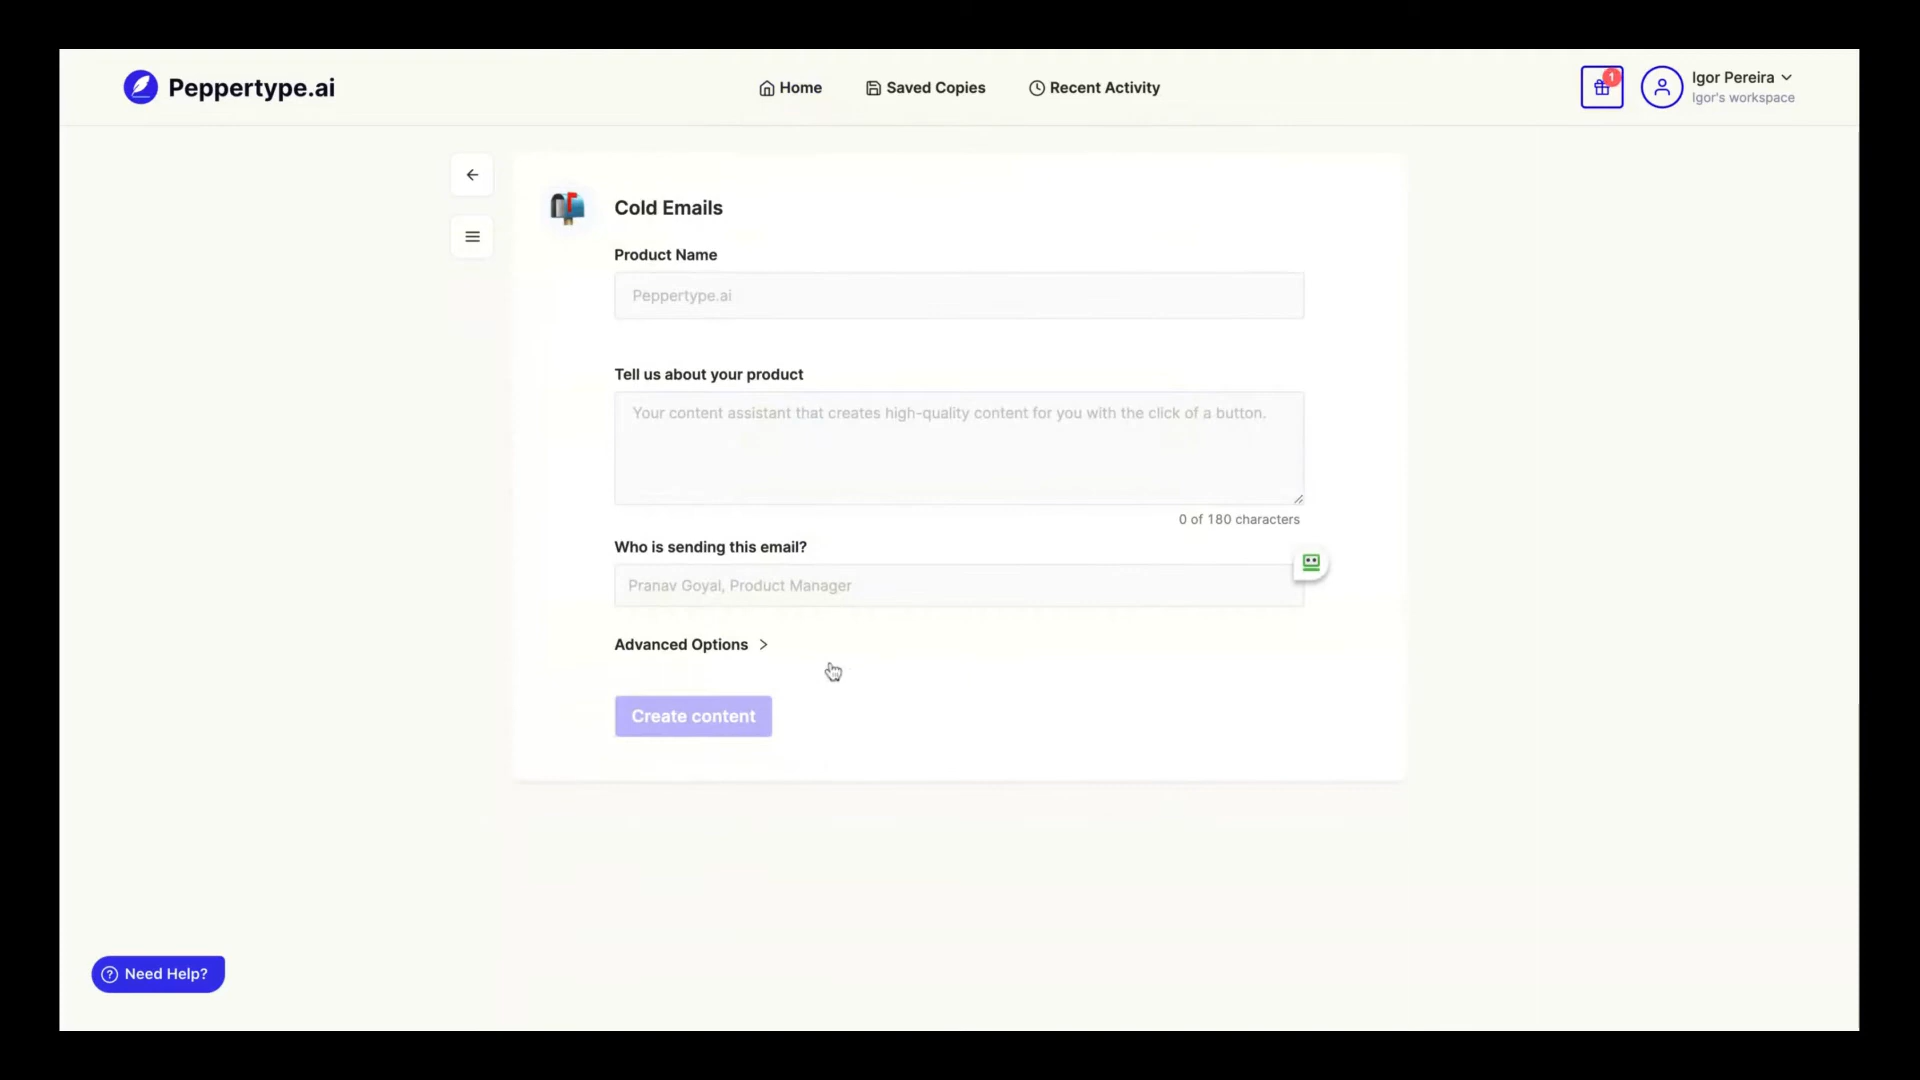 Peppertype.ai
Home
Saved Copies
Recent Activity
1
Igor Pereira
Igor's workspace
Cold Emails
Product Name
Peppertype.ai
Tell us about your product
Your content assistant that creates high-quality content for you with the click of a button.
0 of 180 characters
Who is sending this email?
Pranav Goyal, Product Manager
Advanced Options
Create content
Need Help?